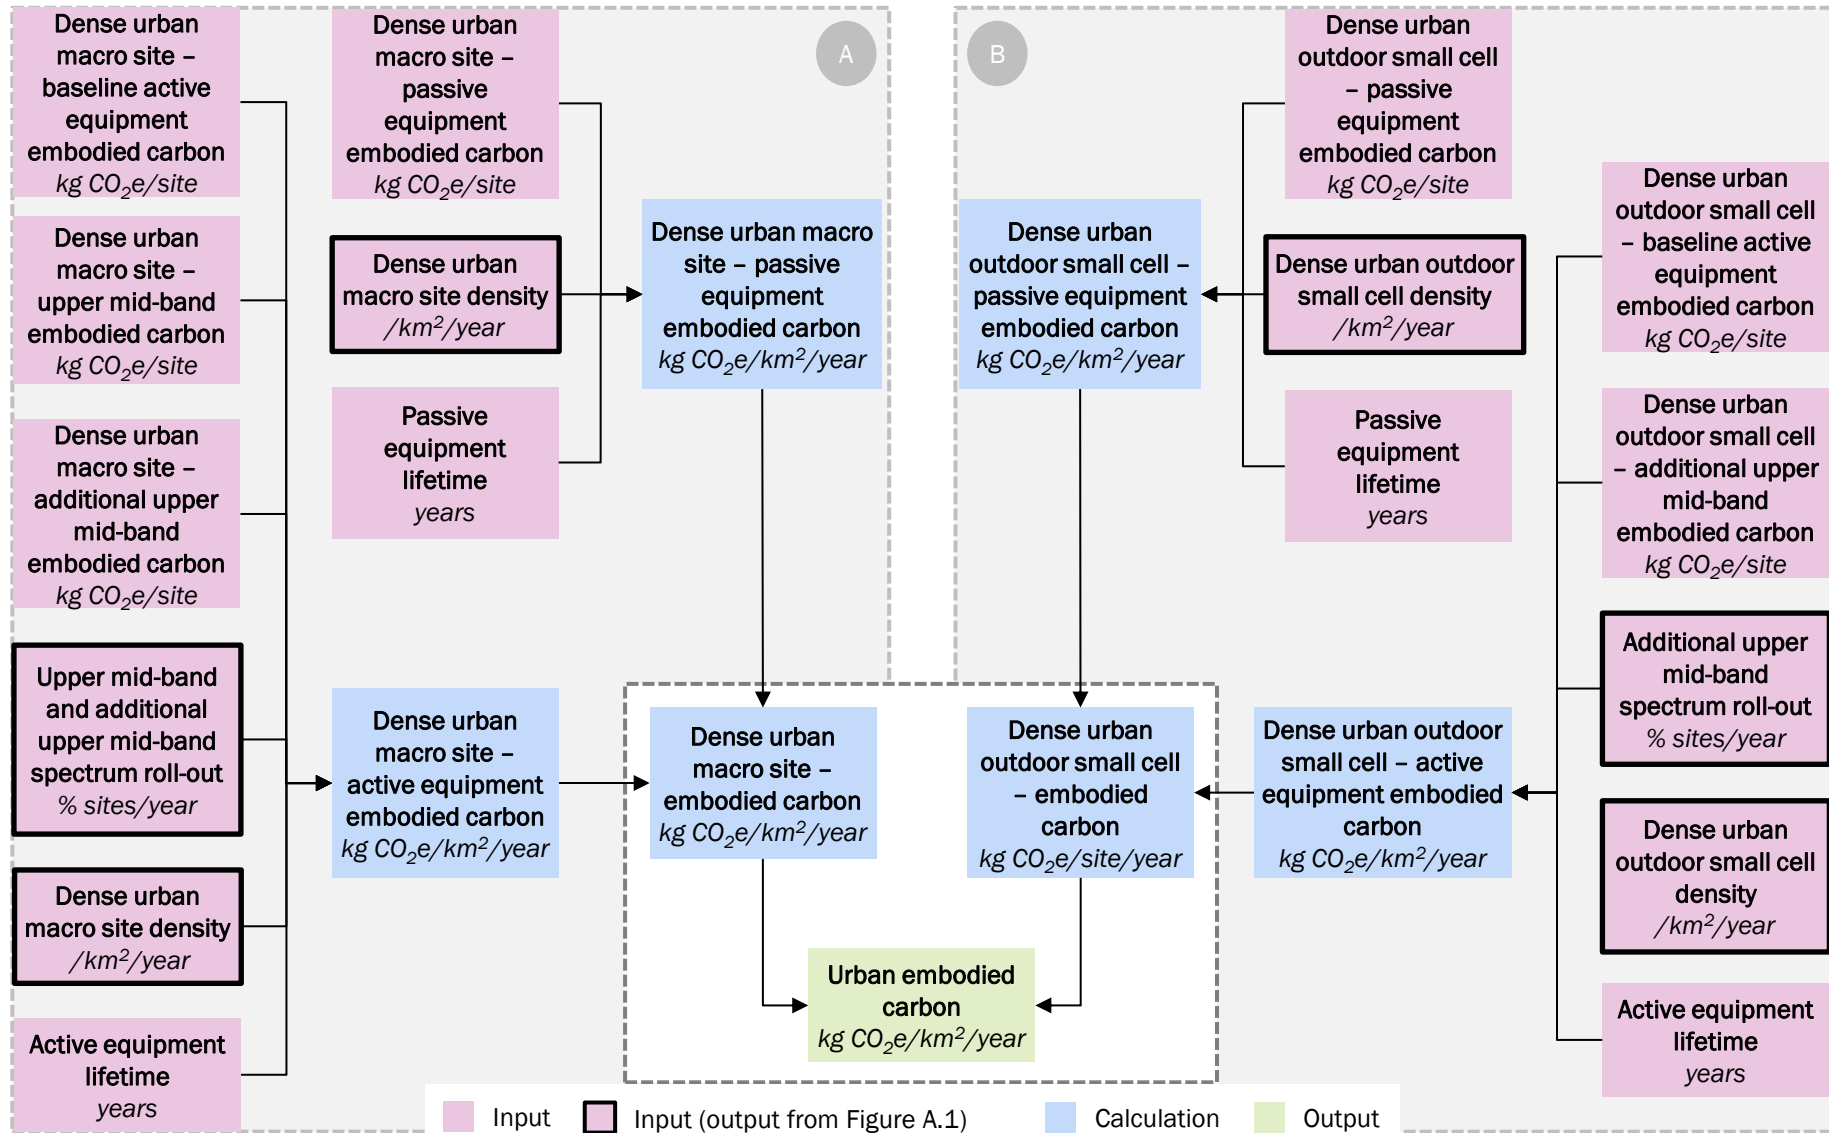 Dense urban
macro site –
baseline active
equipment
embodied carbon
kg CO₂e/site
Dense urban
macro site –
upper mid-band
embodied carbon
kg CO₂e/site
Dense urban
macro site –
additional upper
mid-band
embodied carbon
kg CO₂e/site
Upper mid-band
and additional
upper mid-band
spectrum roll-out
% sites/year
Dense urban
macro site density
/km²/year
Active equipment
lifetime
years
Dense urban
macro site –
passive
equipment
embodied carbon
kg CO₂e/site
Dense urban
macro site density
/km²/year
Passive
equipment
lifetime
years
Dense urban
macro site –
active equipment
embodied carbon
kg CO₂e/km²/year
A
Dense urban macro
site – passive
equipment
embodied carbon
kg CO₂e/km²/year
Dense urban
macro site –
embodied carbon
kg CO₂e/km²/year
B
Dense urban
outdoor small cell –
passive equipment
embodied carbon
kg CO₂e/km²/year
Dense urban
outdoor small cell
– embodied
carbon
kg CO₂e/site/year
Urban embodied
carbon
kg CO₂e/km²/year
Dense urban
outdoor small cell
– passive
equipment
embodied carbon
kg CO₂e/site
Dense urban outdoor
small cell density
/km²/year
Passive
equipment
lifetime
years
Dense urban outdoor
small cell – active
equipment embodied
carbon
kg CO₂e/km²/year
Dense urban
outdoor small cell
– baseline active
equipment
embodied carbon
kg CO₂e/site
Dense urban
outdoor small cell
– additional upper
mid-band
embodied carbon
kg CO₂e/site
Additional upper
mid-band
spectrum roll-out
% sites/year
Dense urban
outdoor small cell
density
/km²/year
Active equipment
lifetime
years
Input
Input (output from Figure A.1)
Calculation
Output